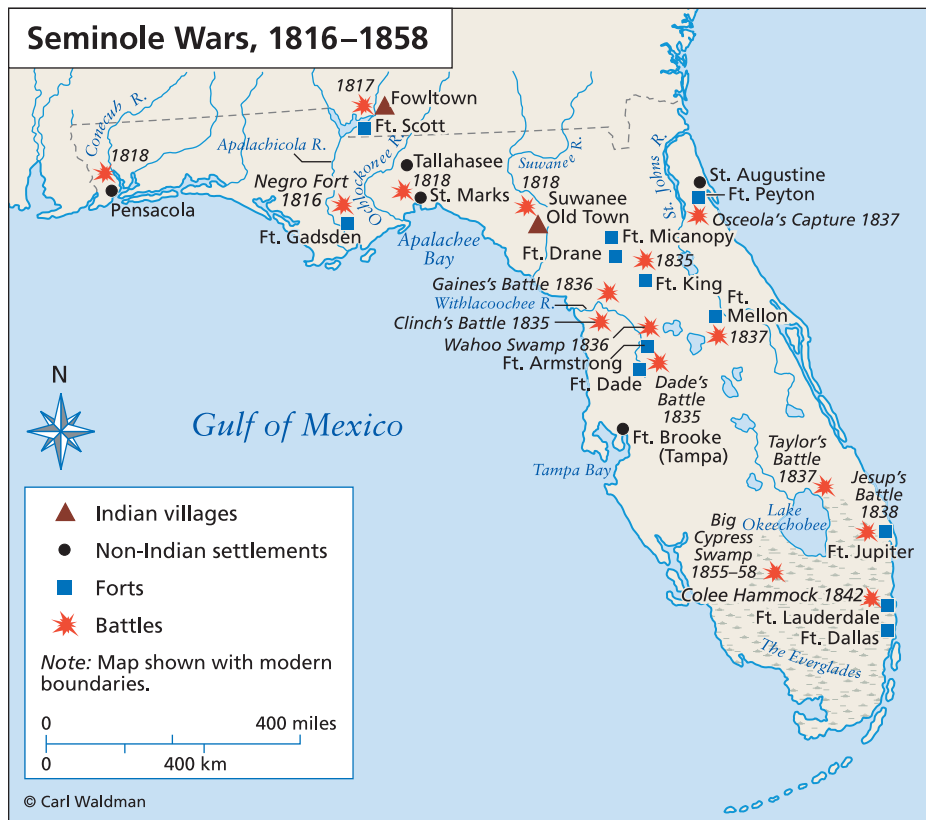 Seminole Wars, 1816–1858
1817
Fowltown
Ft. Scott
Conecuh R.
Apalachicola R.
Ochlockonee R.
Tallahasee
Suwanee R.
St. Johns R.
1818
Pensacola
Negro Fort
1816
Ft. Gadsden
1818
St. Marks
Apalachee
Bay
1818
Suwanee
Old Town
St. Augustine
Ft. Peyton
Osceola's Capture 1837
Ft. Micanopy
Ft. Drane
1835
Ft. King
Gaines's Battle 1836
Withlacoochee R.
Clinch's Battle 1835
Wahoo Swamp 1836
Ft. Armstrong
Ft. Dade
Dade's
Battle
1835
Ft.
Mellon
1837
N
Gulf of Mexico
Ft. Brooke
(Tampa)
Tampa Bay
Taylor's
Battle
1837
Jesup's
Battle
1838
Lake
Okeechobee
Ft. Jupiter
Big
Cypress
Swamp
1855–58
Colee Hammock 1842
Ft. Lauderdale
Ft. Dallas
The Everglades
Indian villages
Non-Indian settlements
Forts
Battles
Note: Map shown with modern
boundaries.
0 400 miles
0 400 km
© Carl Waldman